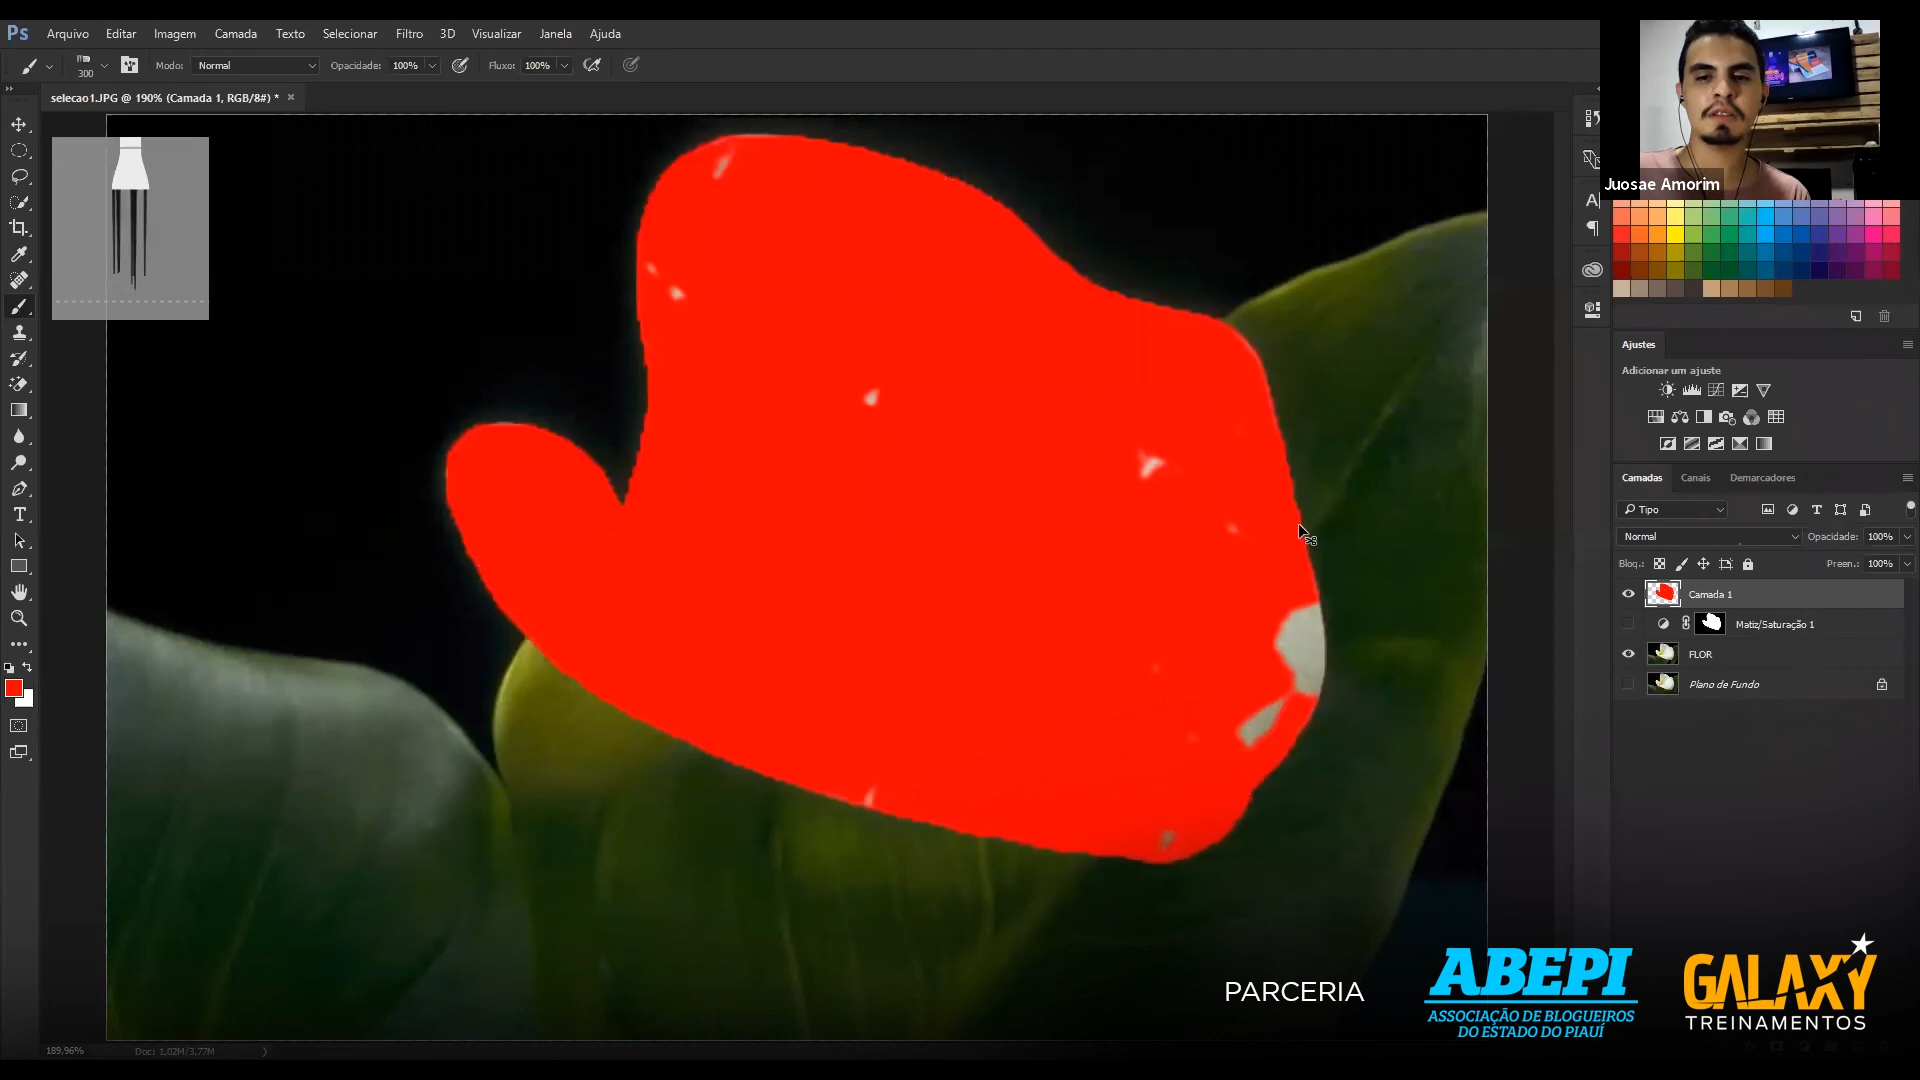 Ps Arquivo Editar Imagem Camada Texto Selecionar Filtro 3D Visualizar Janela Ajuda
300 Modo: Normal Opacidade: 100% Fluxo: 100%
selecao1.JPG @ 190% (Camada 1, RGB/8#) * ×
Juosae Amorim
Ajustes
Adicionar um ajuste
Camadas Canais Demarcadores
Tipo
Normal Opacidade: 100%
Bloq.: Preen.: 100%
Camada 1
Matiz/Saturação 1
FLOR
Plano de Fundo
PARCERIA
ABEPI
ASSOCIAÇÃO DE BLOGUEIROS
DO ESTADO DO PIAUÍ
GALAXY
TREINAMENTOS
189,96% Doc: 1,02M/3,77M